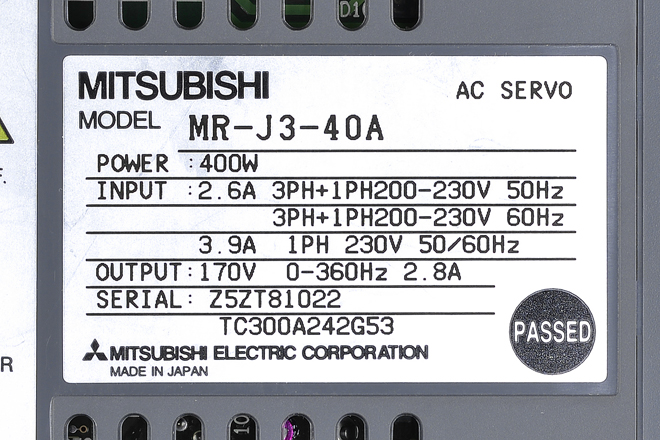 MITSUBISHI
AC SERVO
MODEL MR-J3-40A
POWER : 400W
INPUT : 2.6A 3PH+1PH200-230V 50Hz
3PH+1PH200-230V 60Hz
3.9A 1PH 230V 50/60Hz
OUTPUT: 170V 0-360Hz 2.8A
SERIAL: Z5ZT81022
TC300A242G53
PASSED
MITSUBISHI ELECTRIC CORPORATION
MADE IN JAPAN